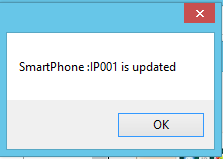 SmartPhone :IP001 is updated
OK